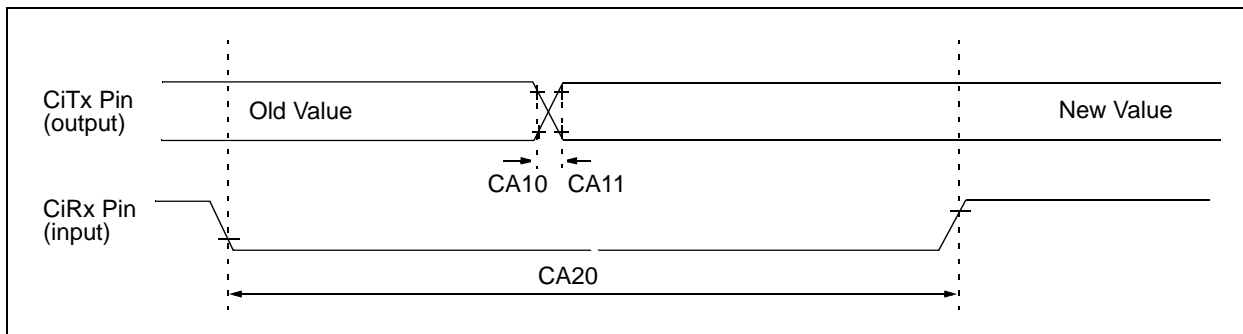 CiTx Pin
(output)
Old Value
New Value
CA10 CA11
CiRx Pin
(input)
CA20